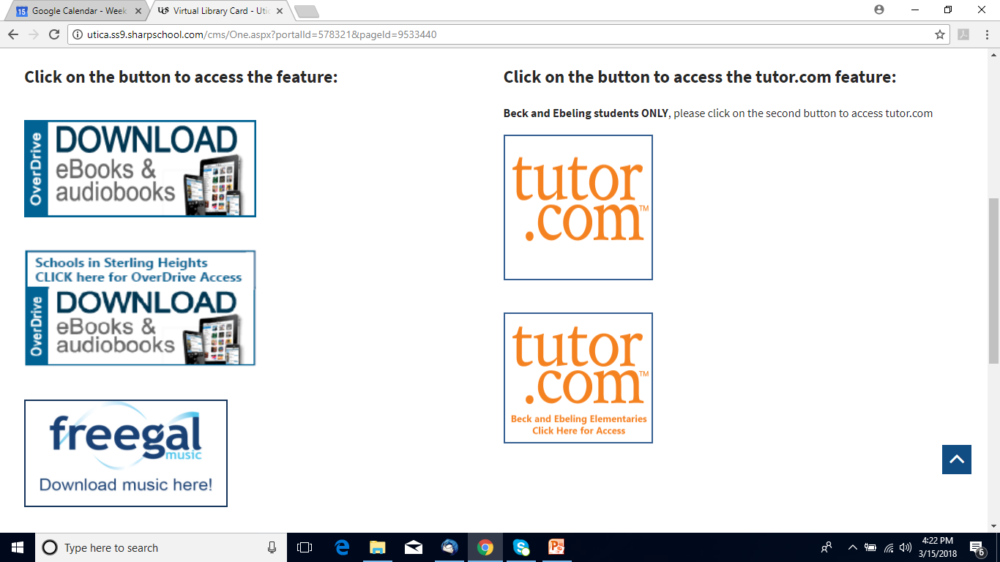 15 Google Calendar - Week
UCS Virtual Library Card - Utic
utica.ss9.sharpschool.com/cms/One.aspx?portalId=578321&pageId=9533440
Click on the button to access the feature:
OverDrive
DOWNLOAD
eBooks &
audiobooks
Schools in Sterling Heights
CLICK here for OverDrive Access
OverDrive
DOWNLOAD
eBooks &
audiobooks
freegal
music
Download music here!
Click on the button to access the tutor.com feature:
Beck and Ebeling students ONLY, please click on the second button to access tutor.com
tutor
.com™
tutor
.com™
Beck and Ebeling Elementaries
Click Here for Access
Type here to search
4:22 PM
3/15/2018
6